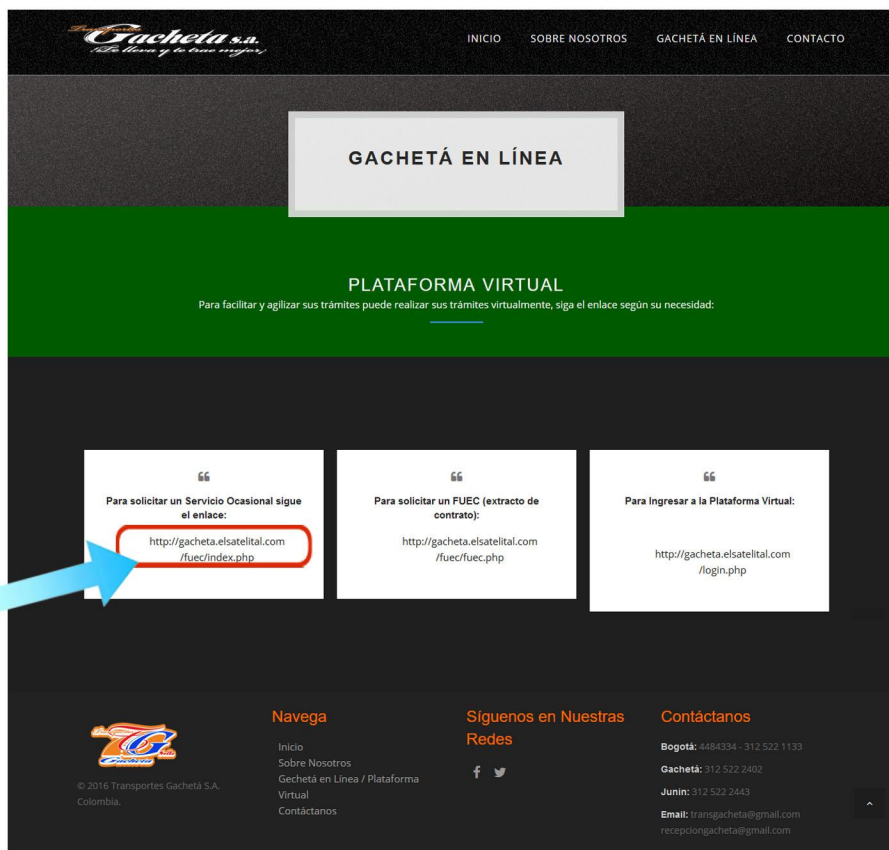 Transportes
Gacheta s.a.
¡Te lleva y te trae mejor!
INICIO SOBRE NOSOTROS GACHETÁ EN LÍNEA CONTACTO
GACHETÁ EN LÍNEA
PLATAFORMA VIRTUAL
Para facilitar y agilizar sus trámites puede realizar sus trámites virtualmente, siga el enlace según su necesidad:
Para solicitar un Servicio Ocasional sigue
el enlace:
http://gacheta.elsatelital.com
/fuec/index.php
Para solicitar un FUEC (extracto de
contrato):
http://gacheta.elsatelital.com
/fuec/fuec.php
Para Ingresar a la Plataforma Virtual:
http://gacheta.elsatelital.com
/login.php
© 2016 Transportes Gachetá S.A.
Colombia.
Navega
Inicio
Sobre Nosotros
Gechetá en Línea / Plataforma
Virtual
Contáctanos
Síguenos en Nuestras
Redes
Contáctanos
Bogotá: 4484334 - 312 522 1133
Gachetá: 312 522 2402
Junin: 312 522 2443
Email: transgacheta@gmail.com
recepciongacheta@gmail.com